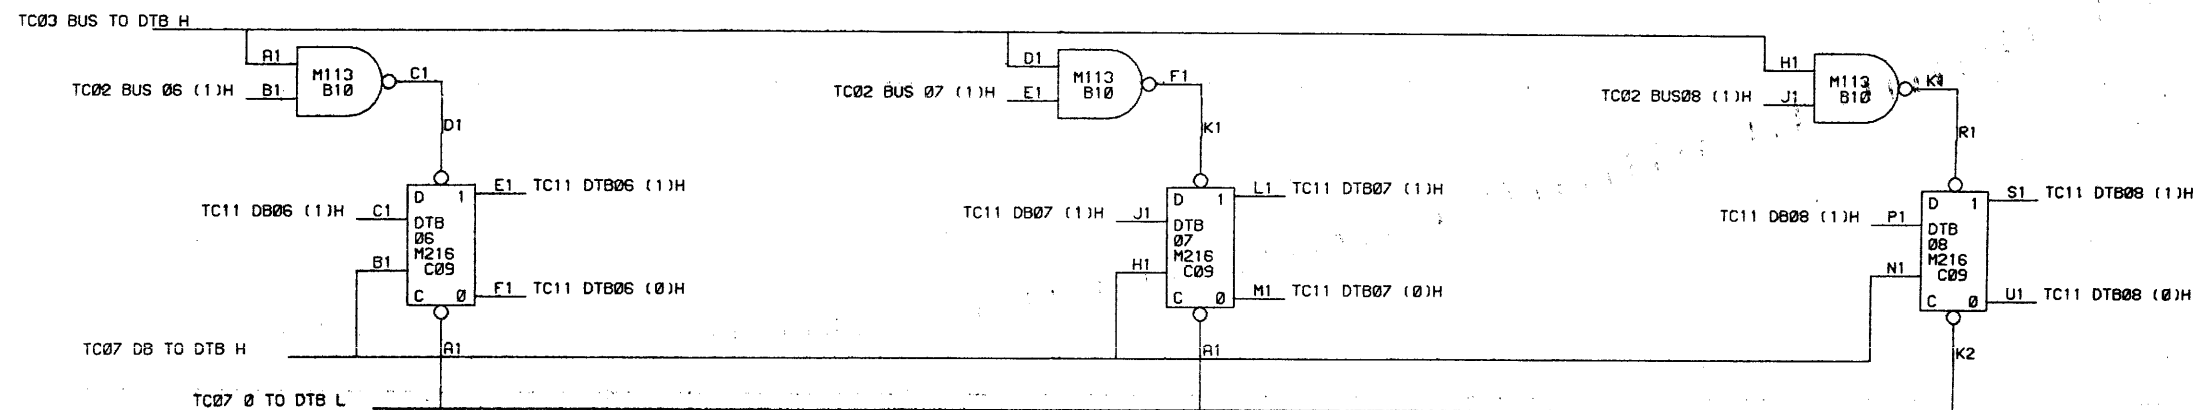 TC03 BUS TO DTB H
A1
M113
B10
C1
TC02 BUS 06 (1)H
B1
D1
D1
M113
B10
F1
TC02 BUS 07 (1)H
E1
K1
H1
M113
B10
TC02 BUS08 (1)H
J1
R1
D 1
E1
TC11 DTB06 (1)H
TC11 DB06 (1)H
C1
DTB
06
M216
C09
B1
F1
TC11 DTB06 (0)H
C 0
D 1
L1
TC11 DTB07 (1)H
TC11 DB07 (1)H
J1
DTB
07
M216
C09
H1
M1
TC11 DTB07 (0)H
C 0
D 1
S1
TC11 DTB08 (1)H
TC11 DB08 (1)H
P1
DTB
08
M216
C09
N1
U1
TC11 DTB08 (0)H
C 0
TC07 DB TO DTB H
A1
A1
K2
TC07 0 TO DTB L